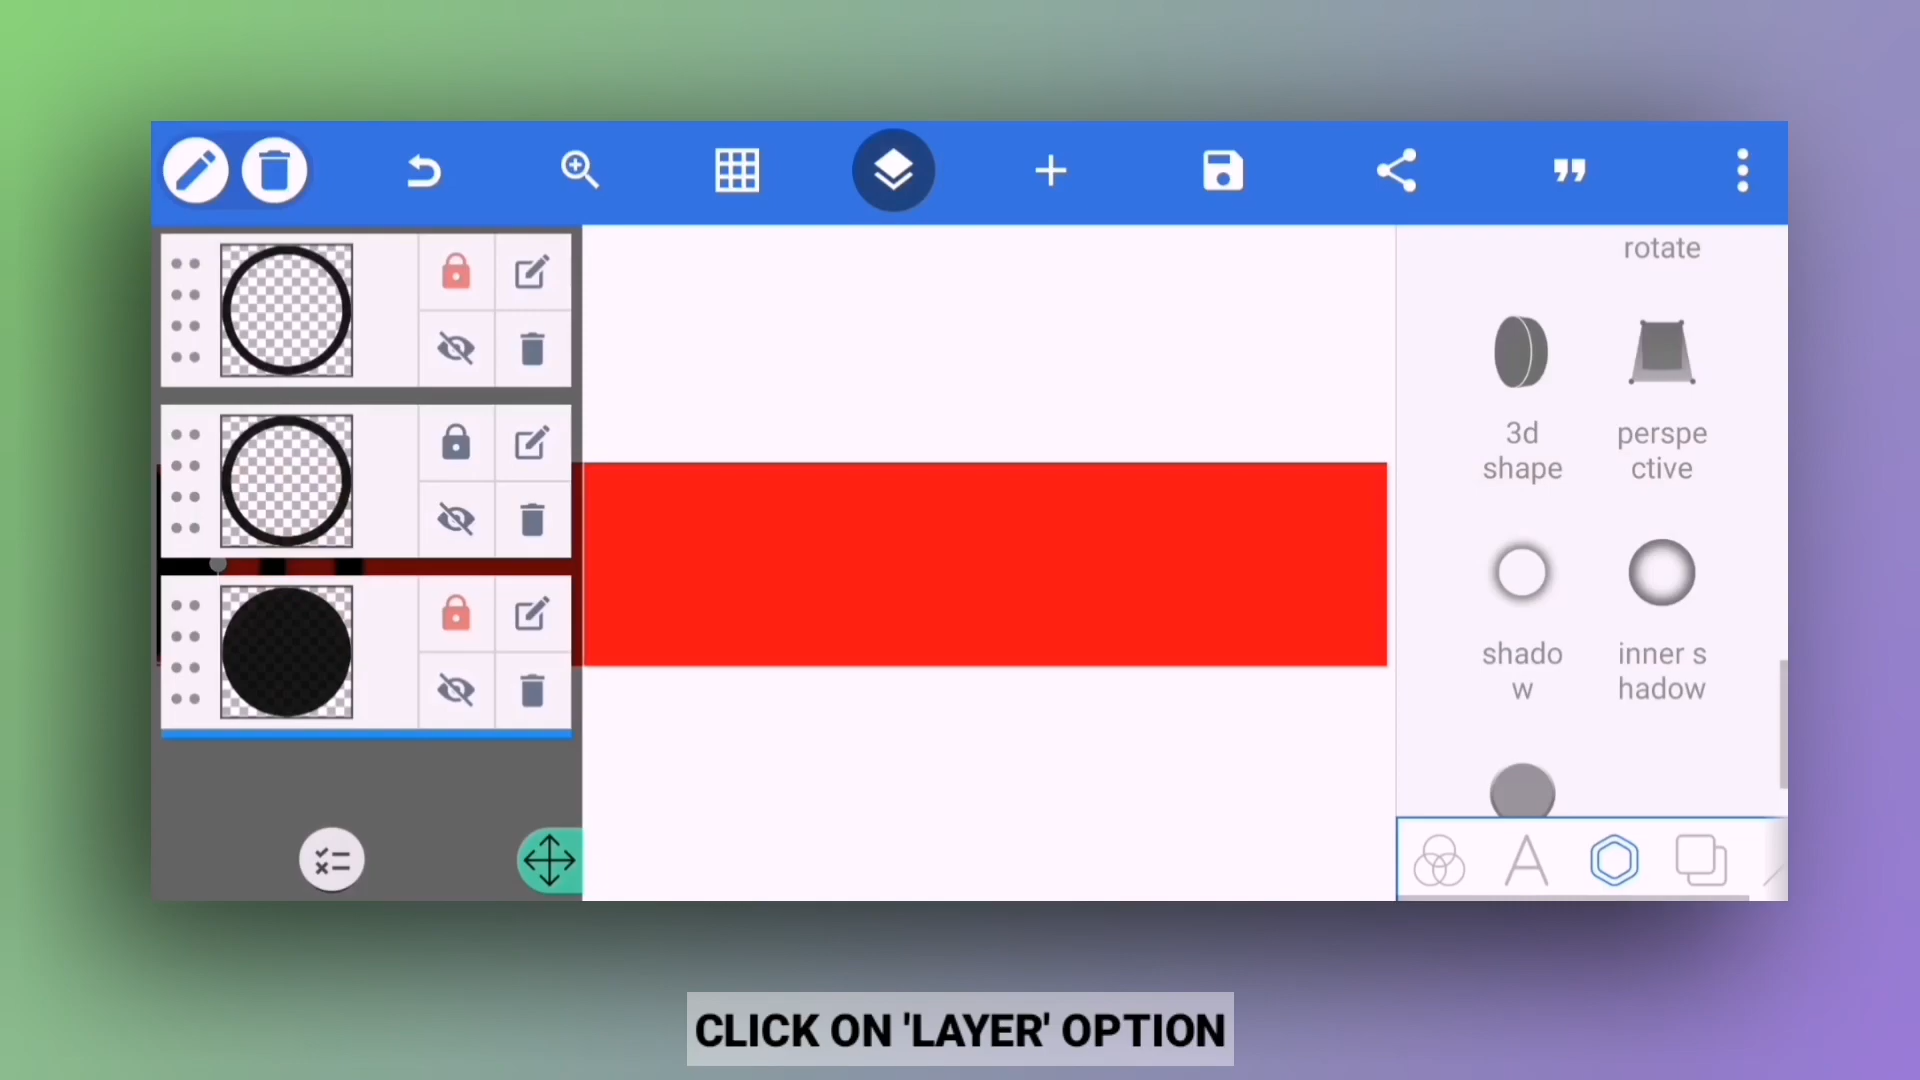 rotate
3d
shape
perspe
ctive
shado
w
inner s
hadow
CLICK ON 'LAYER' OPTION